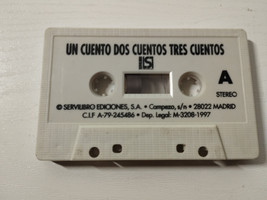 UN CUENTO DOS CUENTOS TRES CUENTOS
A
STEREO
© SERVILIBRO EDICIONES, S.A. • Campezo, s/n • 28022 MADRID
C.I.F A-79-245486 • Dep. Legal: M-3208-1997